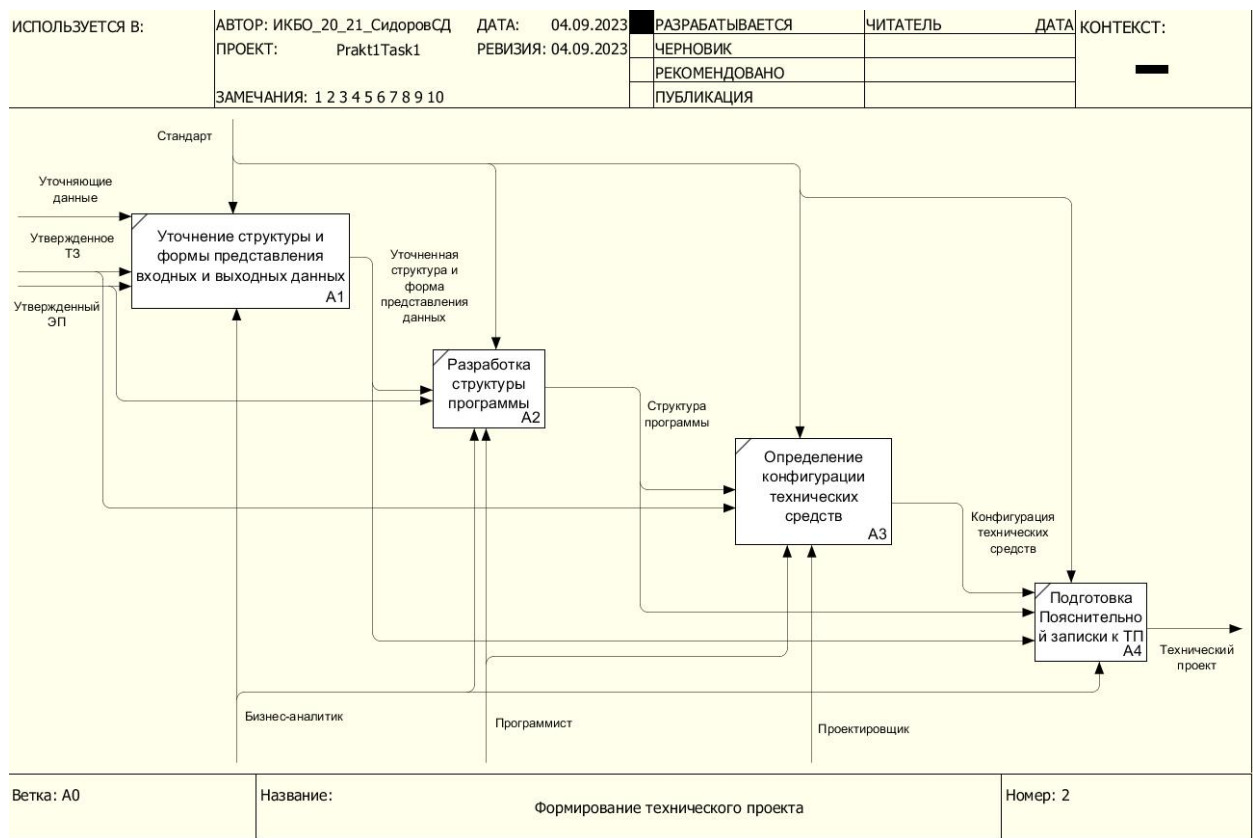 ИСПОЛЬЗУЕТСЯ В:
АВТОР: ИКБО_20_21_СидоровСД
ДАТА: 04.09.2023
РАЗРАБАТЫВАЕТСЯ
ЧИТАТЕЛЬ
ДАТА
КОНТЕКСТ:
ПРОЕКТ: Prakt1Task1
РЕВИЗИЯ: 04.09.2023
ЧЕРНОВИК
РЕКОМЕНДОВАНО
ЗАМЕЧАНИЯ: 1 2 3 4 5 6 7 8 9 10
ПУБЛИКАЦИЯ
Стандарт
Уточняющие
данные
Утвержденное
ТЗ
Утвержденный
ЭП
Уточнение структуры и
формы представления
входных и выходных данных
A1
Уточненная
структура и
форма
представления
данных
Разработка
структуры
программы
A2
Структура
программы
Определение
конфигурации
технических
средств
A3
Конфигурация
технических
средств
Подготовка
Пояснительно
й записки к ТП
A4
Технический
проект
Бизнес-аналитик
Программист
Проектировщик
Ветка: A0
Название:
Формирование технического проекта
Номер: 2